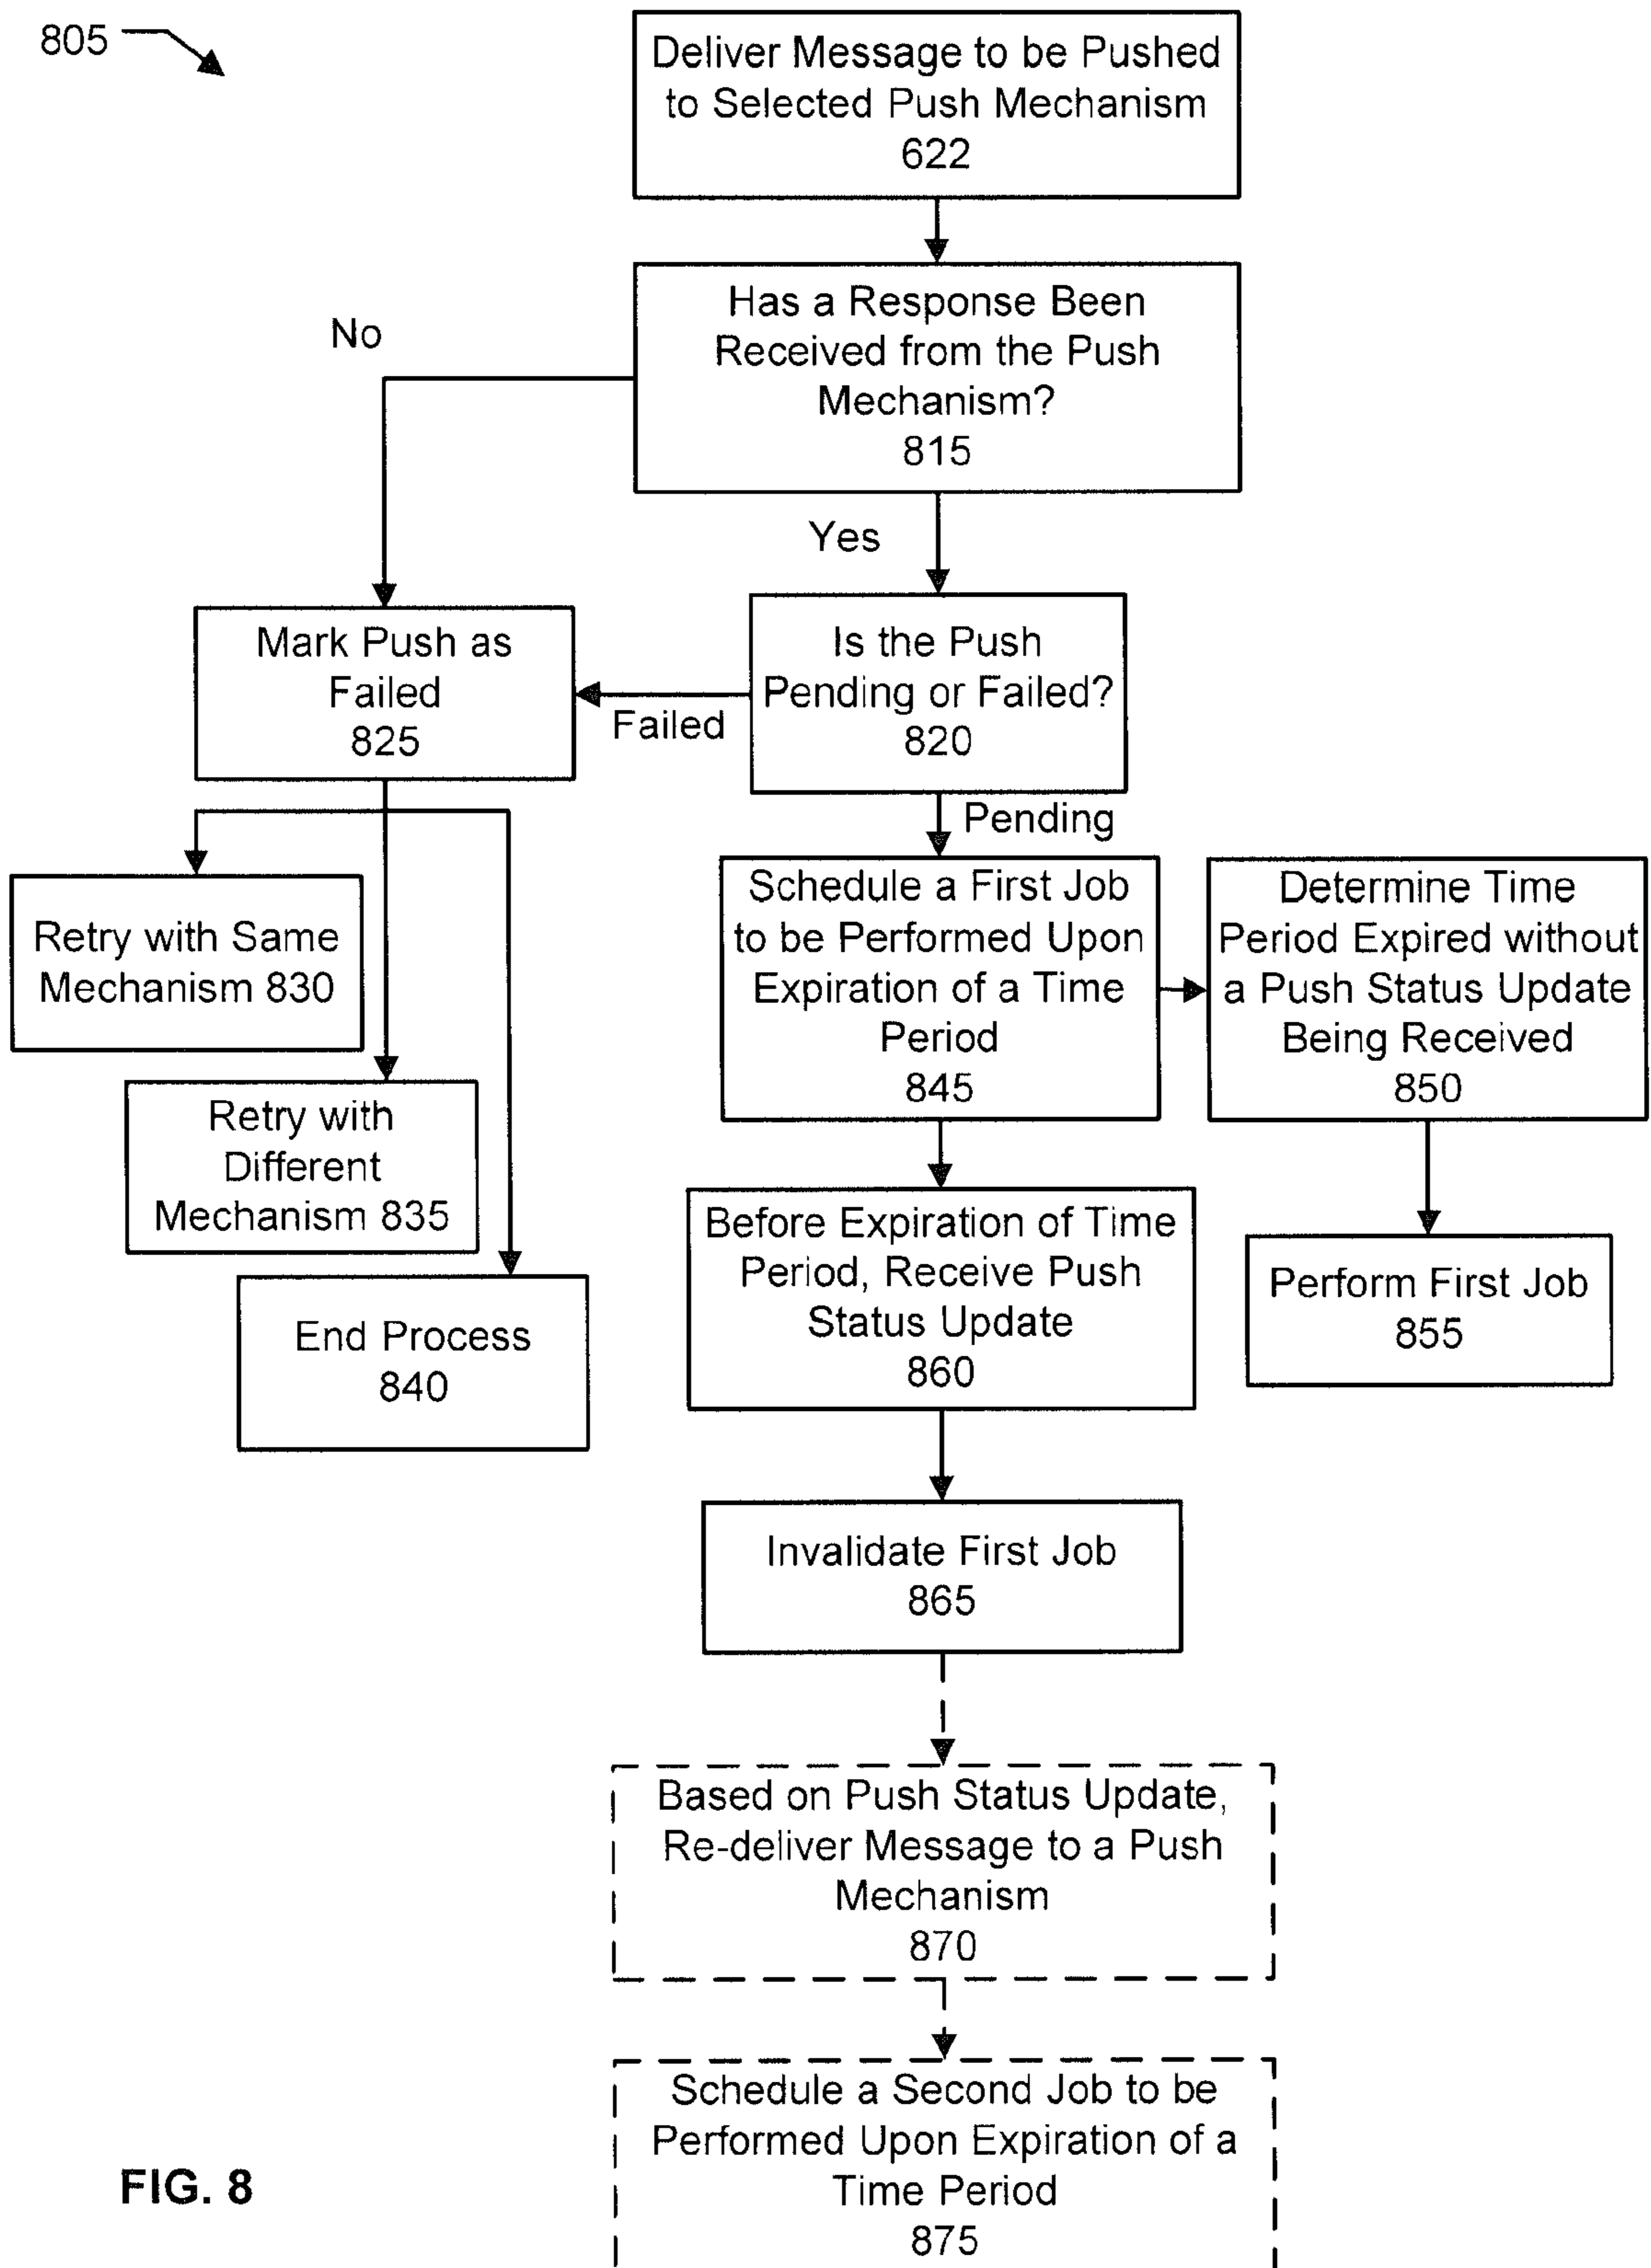 805
Deliver Message to be Pushed
to Selected Push Mechanism
622
Has a Response Been
Received from the Push
Mechanism?
815
No
Yes
Mark Push as
Failed
825
Failed
Is the Push
Pending or Failed?
820
Pending
Retry with Same
Mechanism 830
Retry with
Different
Mechanism 835
End Process
840
Schedule a First Job
to be Performed Upon
Expiration of a Time
Period
845
Determine Time
Period Expired without
a Push Status Update
Being Received
850
Perform First Job
855
Before Expiration of Time
Period, Receive Push
Status Update
860
Invalidate First Job
865
Based on Push Status Update,
Re-deliver Message to a Push
Mechanism
870
Schedule a Second Job to be
Performed Upon Expiration of a
Time Period
875
FIG. 8